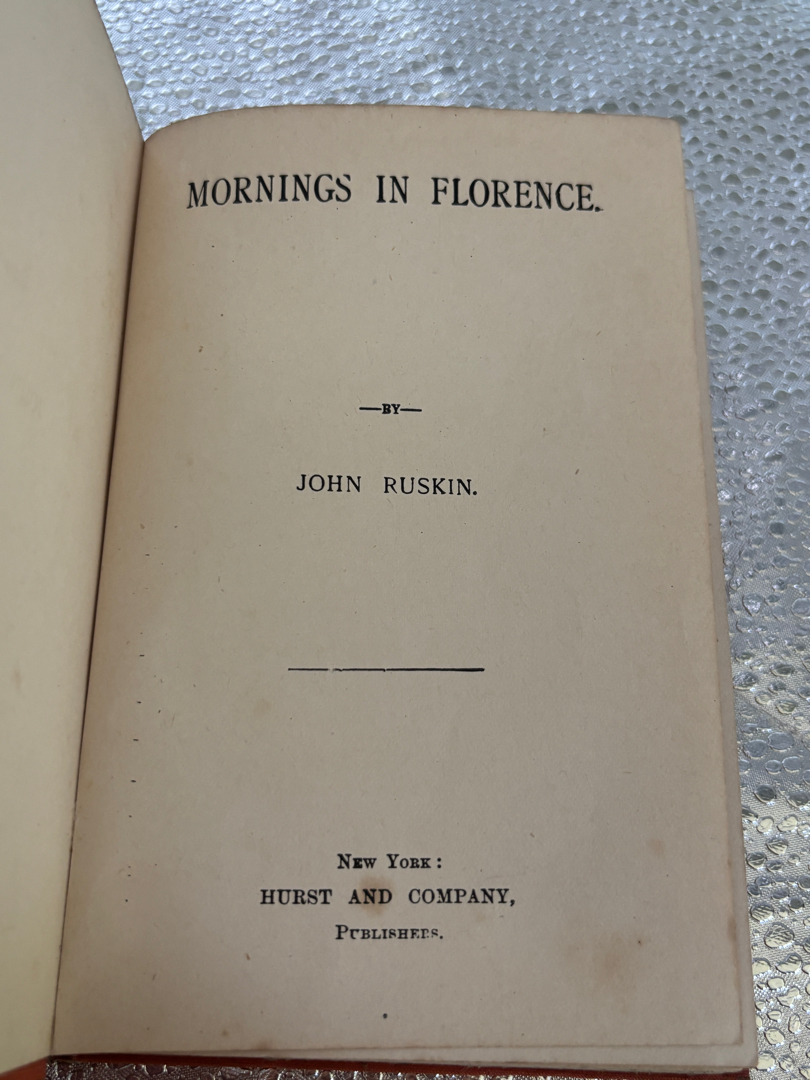 MORNINGS IN FLORENCE.
—BY—
JOHN RUSKIN.
NEW YORK:
HURST AND COMPANY,
PUBLISHERS.